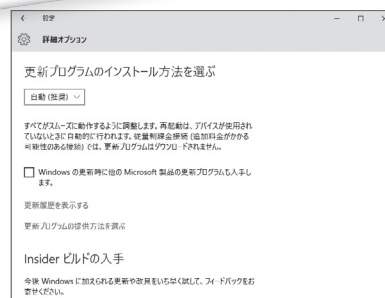 設定
詳細オプション
更新プログラムのインストール方法を選ぶ
自動 (推奨)
すべてがスムーズに動作するように調整します。再起動は、デバイスが使用され
ていないときに自動的に行われます。従量制課金接続 (追加料金がかかる
可能性のある接続) では、更新プログラムはダウンロードされません。
Windows の更新時に他の Microsoft 製品の更新プログラムも入手し
ます。
更新履歴を表示する
更新プログラムの提供方法を選ぶ
Insider ビルドの入手
今後 Windows に加えられる更新や改良をいち早く試して、フィードバックをお
寄せください。